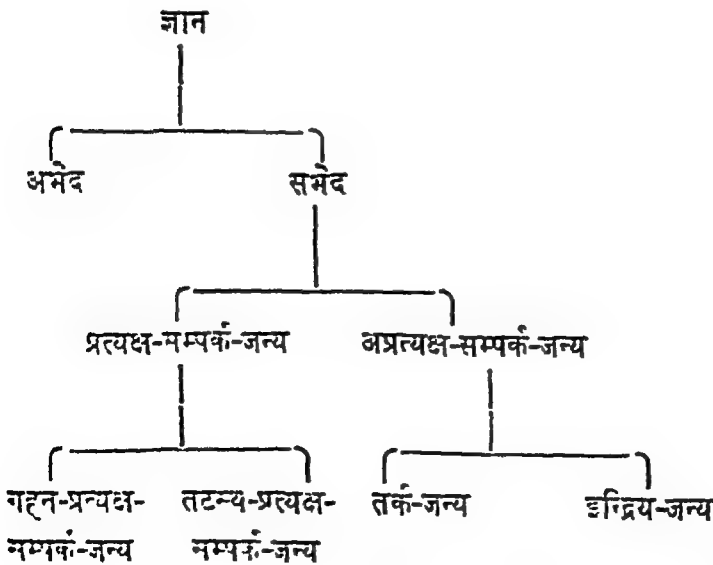 ज्ञान
अभेद सभेद
प्रत्यक्ष-सम्पर्क-जन्य अप्रत्यक्ष-सम्पर्क-जन्य
गहन-प्रत्यक्ष- तटस्थ-प्रत्यक्ष- तर्क-जन्य इन्द्रिय-जन्य
सम्पर्क-जन्य सम्पर्क-जन्य